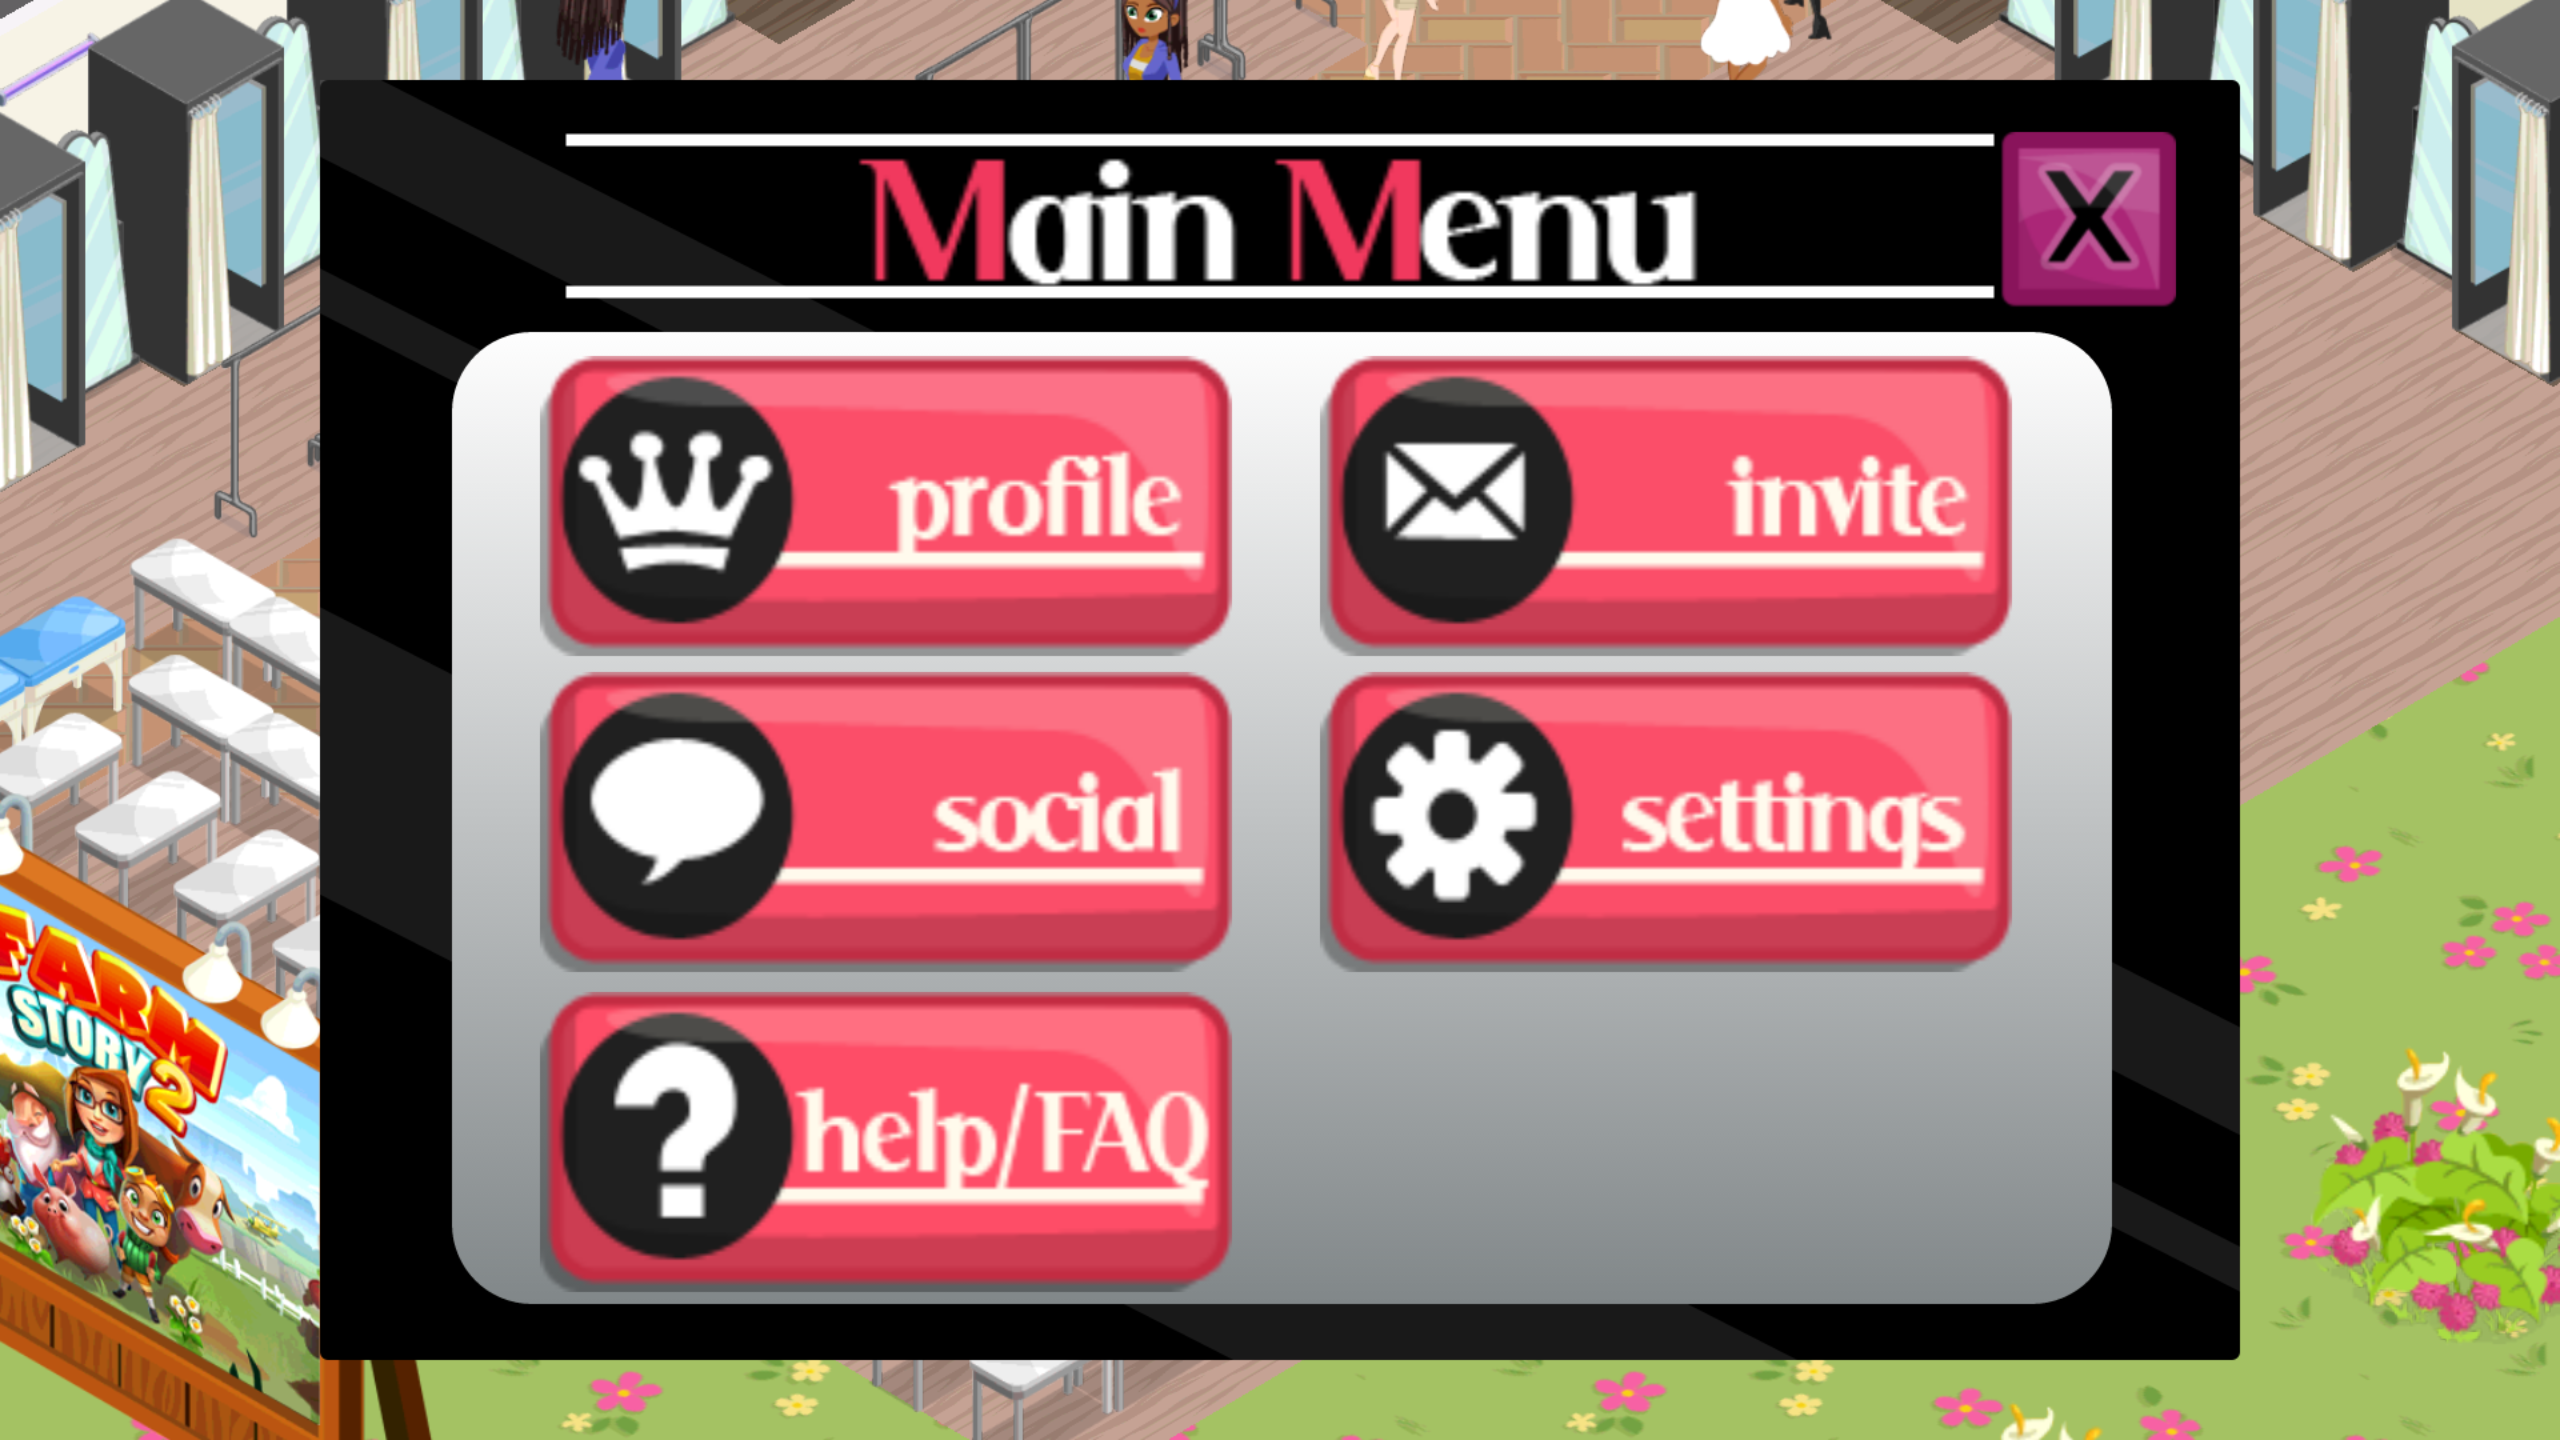 Main Menu
X
profile
invite
social
settings
help/FAQ
FARM
STORY 2